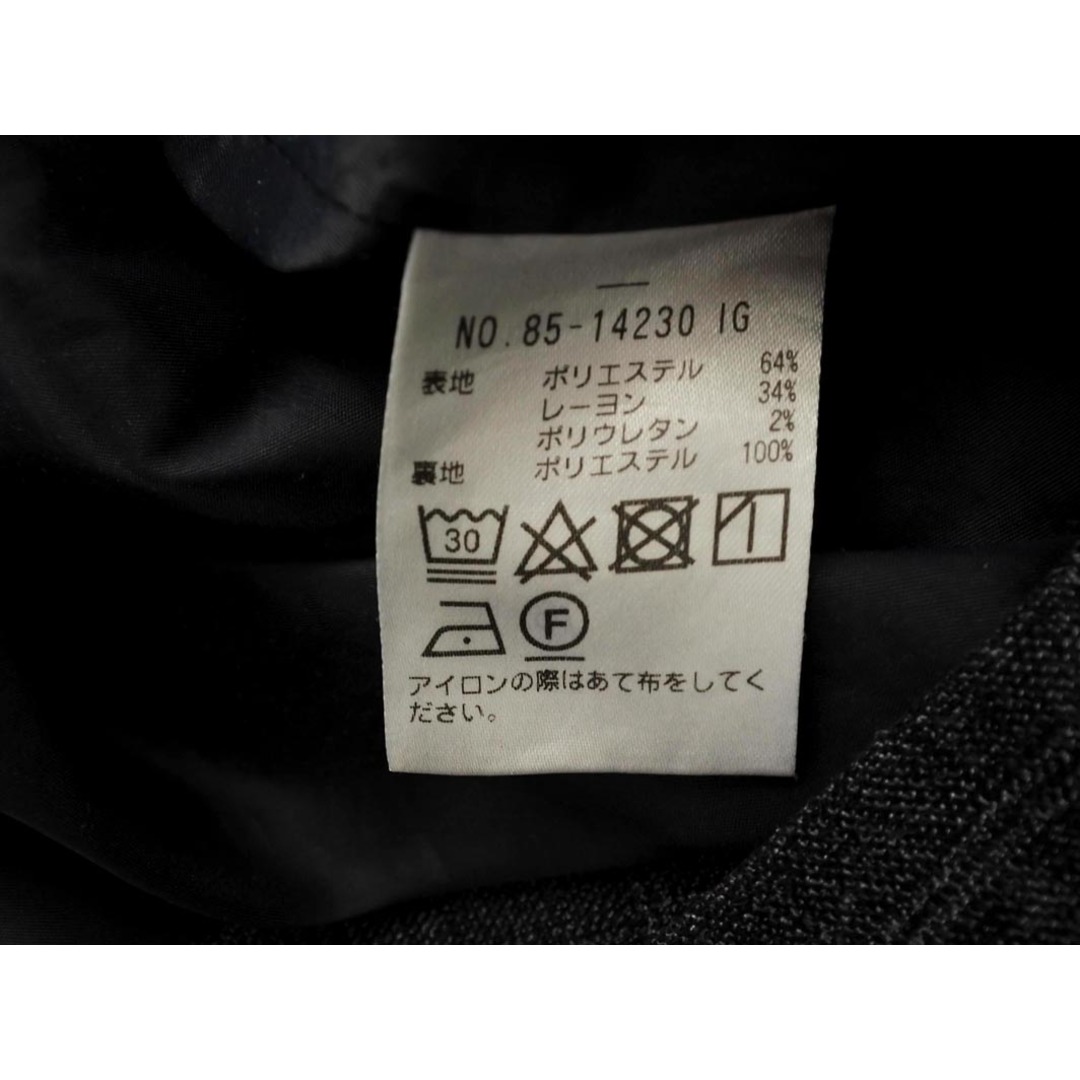 NO.85-14230 IG
表地 ポリエステル 64%
レーヨン 34%
ポリウレタン 2%
裏地 ポリエステル 100%
30
F
アイロンの際はあて布をしてく
ださい。